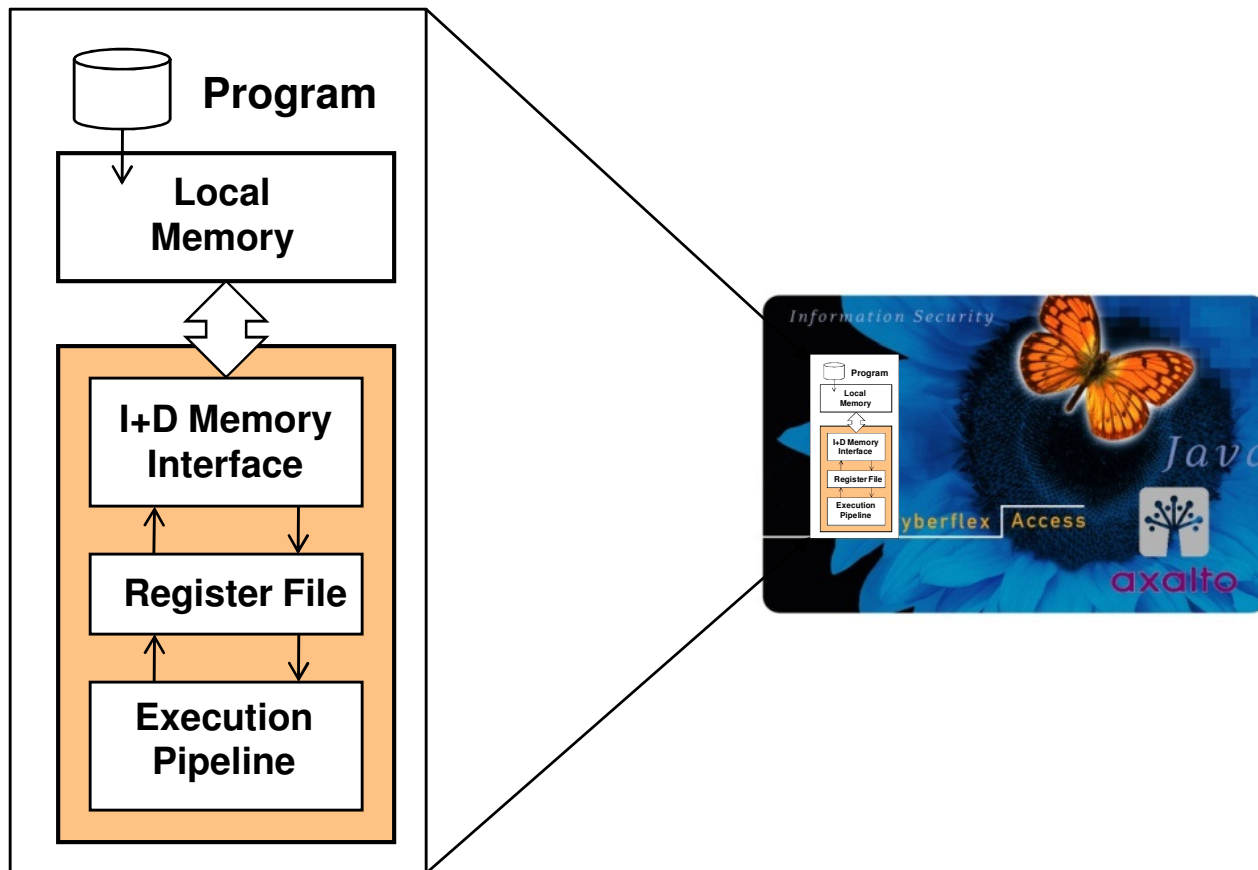 Program
Local
Memory
I+D Memory
Interface
Register File
Execution
Pipeline
Information Security
Program
Local
Memory
I+D Memory
Interface
Register File
Execution
Pipeline
Java
yberflex Access
axalto